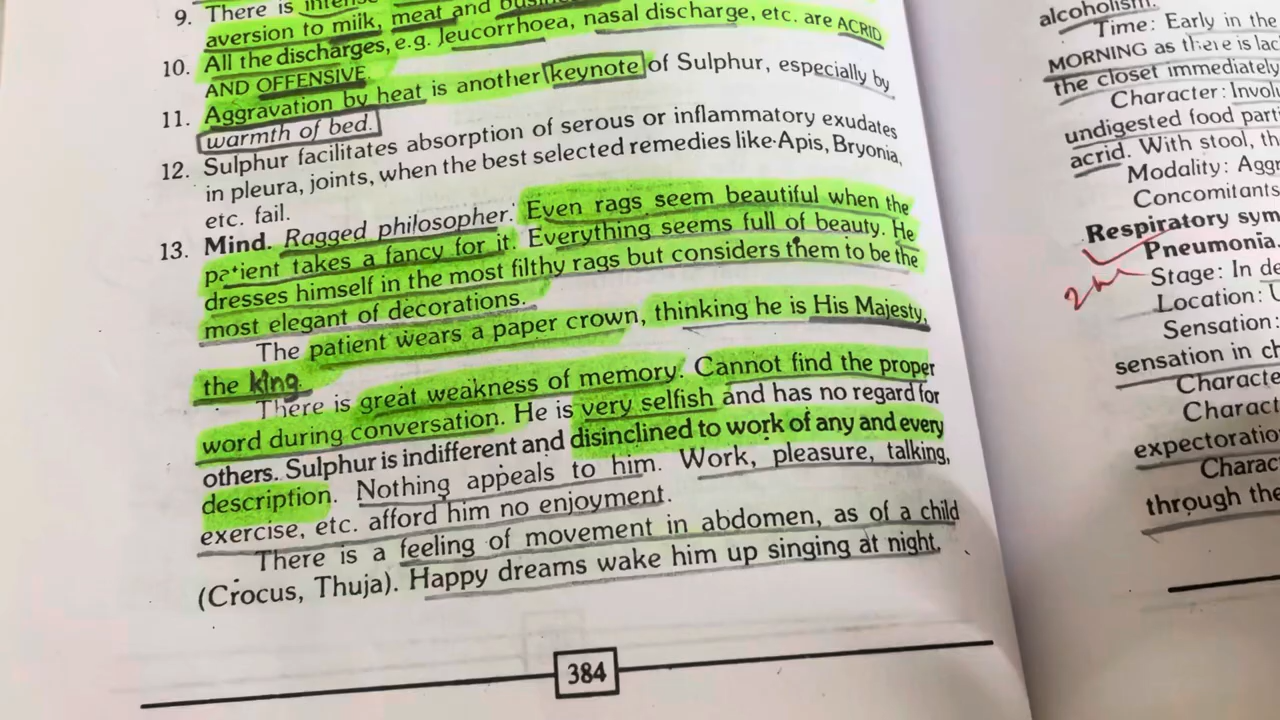 9. There is intense
aversion to milk, meat and
10. All the discharges, e.g. leucorrhoea, nasal discharge, etc. are ACRID
AND OFFENSIVE.
11. Aggravation by heat is another keynote of Sulphur, especially by
warmth of bed.
12. Sulphur facilitates absorption of serous or inflammatory exudates
in pleura, joints, when the best selected remedies like Apis, Bryonia,
etc. fail.
13. Mind. Ragged philosopher: Even rags seem beautiful when the
patient takes a fancy for it. Everything seems full of beauty. He
dresses himself in the most filthy rags but considers them to be the
most elegant of decorations.
The patient wears a paper crown, thinking he is His Majesty,
the king.
There is great weakness of memory. Cannot find the proper
word during conversation. He is very selfish and has no regard for
others. Sulphur is indifferent and disinclined to work of any and every
description. Nothing appeals to him. Work, pleasure, talking,
exercise, etc. afford him no enjoyment.
There is a feeling of movement in abdomen, as of a child
(Crocus, Thuja). Happy dreams wake him up singing at night.
384
alcoholism.
Time: Early in the
MORNING as there is lac
the closet immediately
Character: Invol
undigested food part
acrid. With stool, th
Modality: Aggr
Concomitants
Respiratory sym
Pneumonia.
Stage: In de
Location: U
Sensation:
sensation in ch
Characte
Charact
expectoratio
Charac
through the